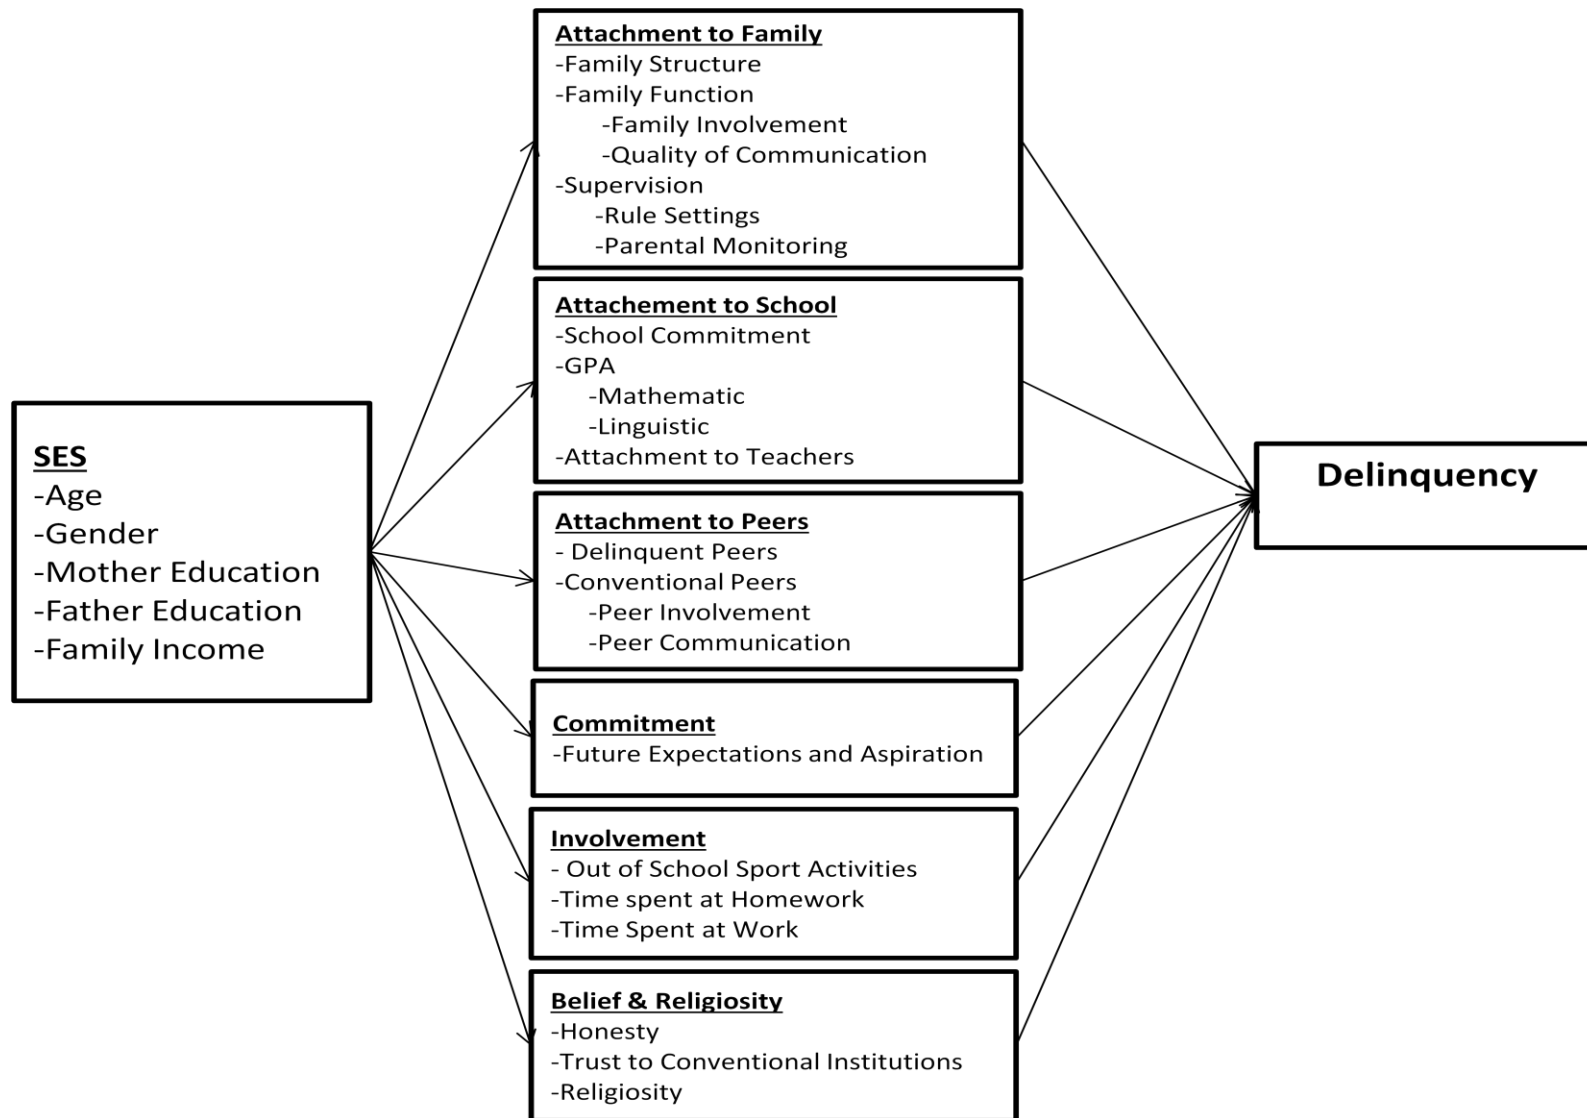 SES
-Age
-Gender
-Mother Education
-Father Education
-Family Income
Attachment to Family
-Family Structure
-Family Function
-Family Involvement
-Quality of Communication
-Supervision
-Rule Settings
-Parental Monitoring
Attachement to School
-School Commitment
-GPA
-Mathematic
-Linguistic
-Attachment to Teachers
Attachment to Peers
- Delinquent Peers
-Conventional Peers
-Peer Involvement
-Peer Communication
Commitment
-Future Expectations and Aspiration
Involvement
- Out of School Sport Activities
-Time spent at Homework
-Time Spent at Work
Belief & Religiosity
-Honesty
-Trust to Conventional Institutions
-Religiosity
Delinquency